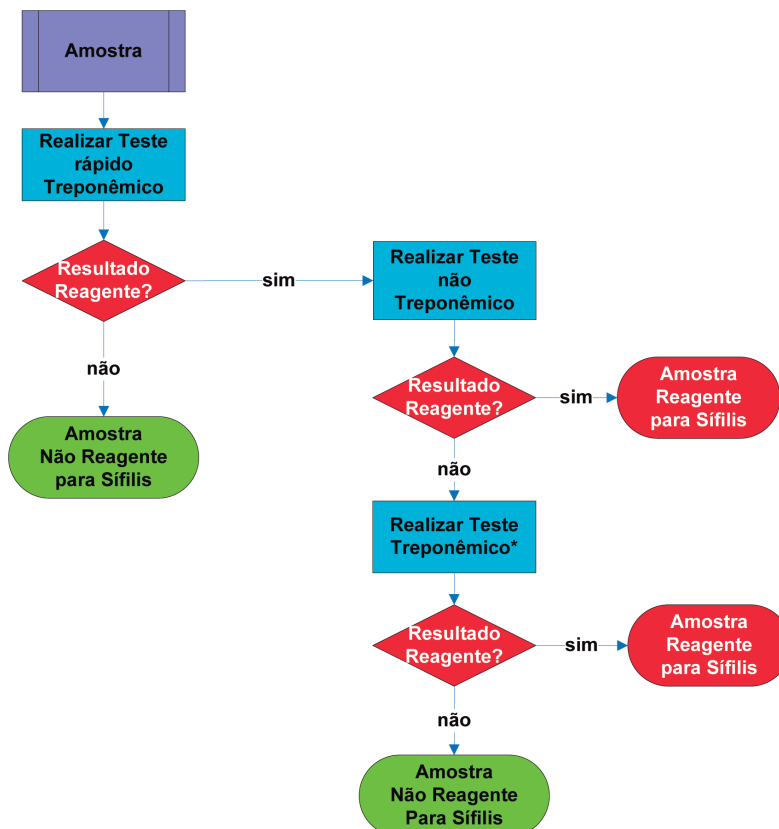 Amostra
Realizar Teste
rápido
Treponêmico
Resultado
Reagente?
sim
Realizar Teste
não
Treponêmico
não
Amostra
Não Reagente
para Sífilis
Resultado
Reagente?
sim
Amostra
Reagente
para Sífilis
não
Realizar Teste
Treponêmico*
Resultado
Reagente?
sim
Amostra
Reagente
para Sífilis
não
Amostra
Não Reagente
Para Sífilis